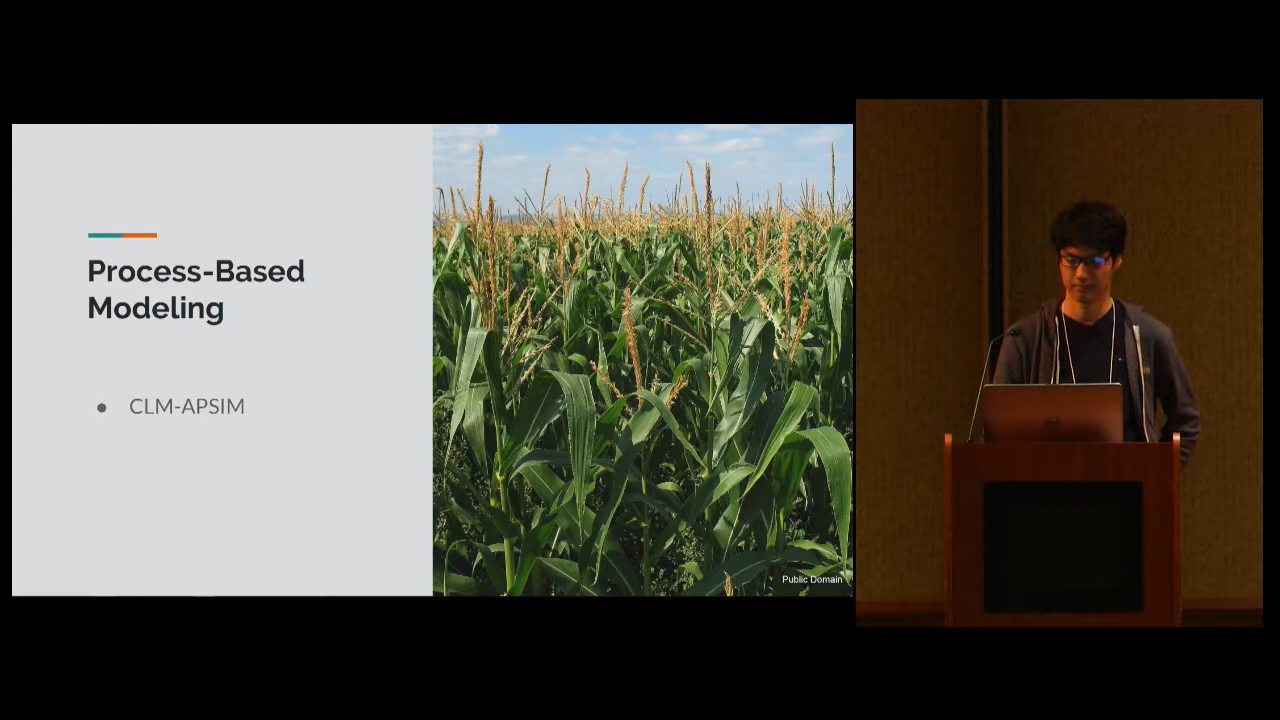 Process-Based
Modeling
● CLM-APSIM
Public Domain